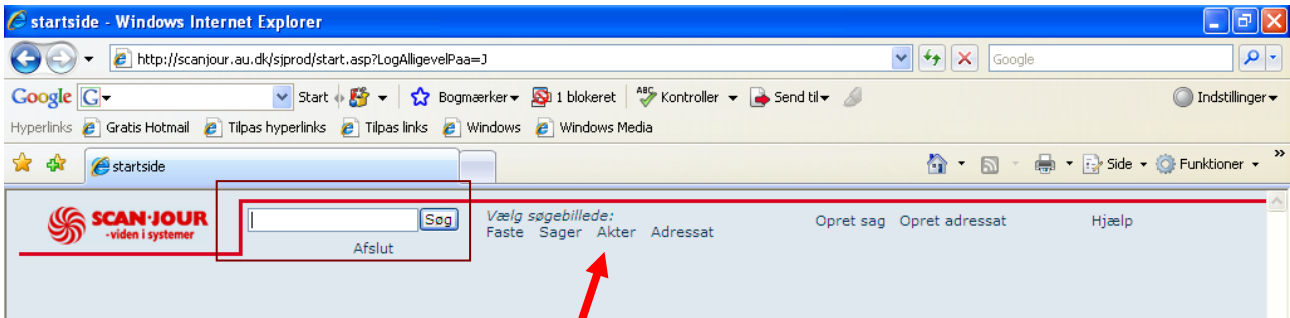 startside - Windows Internet Explorer
http://scanjour.au.dk/sjprod/start.asp?LogAlligevelPaa=J
Google
Google G Start Bogmærker 1 blokeret ABC Kontroller Send til Indstillinger
Hyperlinks Gratis Hotmail Tilpas hyperlinks Tilpas links Windows Windows Media
startside Side Funktioner »
SCAN·JOUR
-viden i systemer
Søg
Afslut
Vælg søgebillede:
Faste Sager Akter Adressat
Opret sag Opret adressat Hjælp